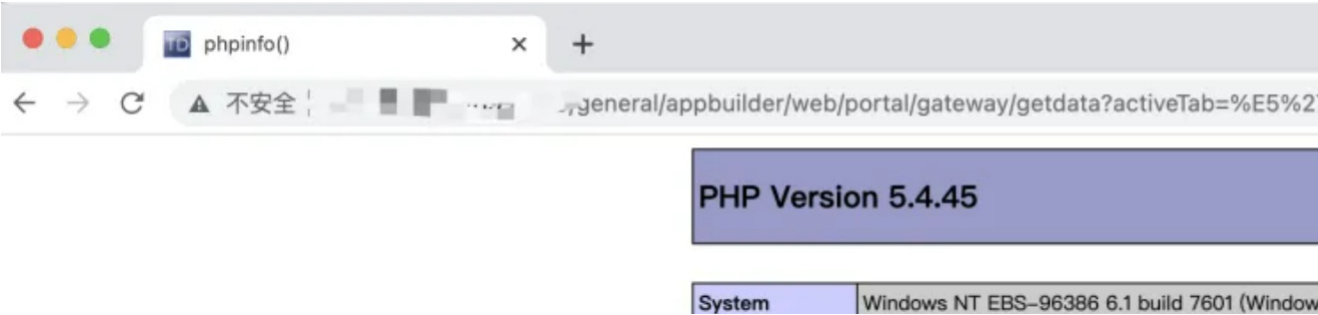 TD phpinfo()
不安全 general/appbuilder/web/portal/gateway/getdata?activeTab=%E5%2
PHP Version 5.4.45
System Windows NT EBS-96386 6.1 build 7601 (Window